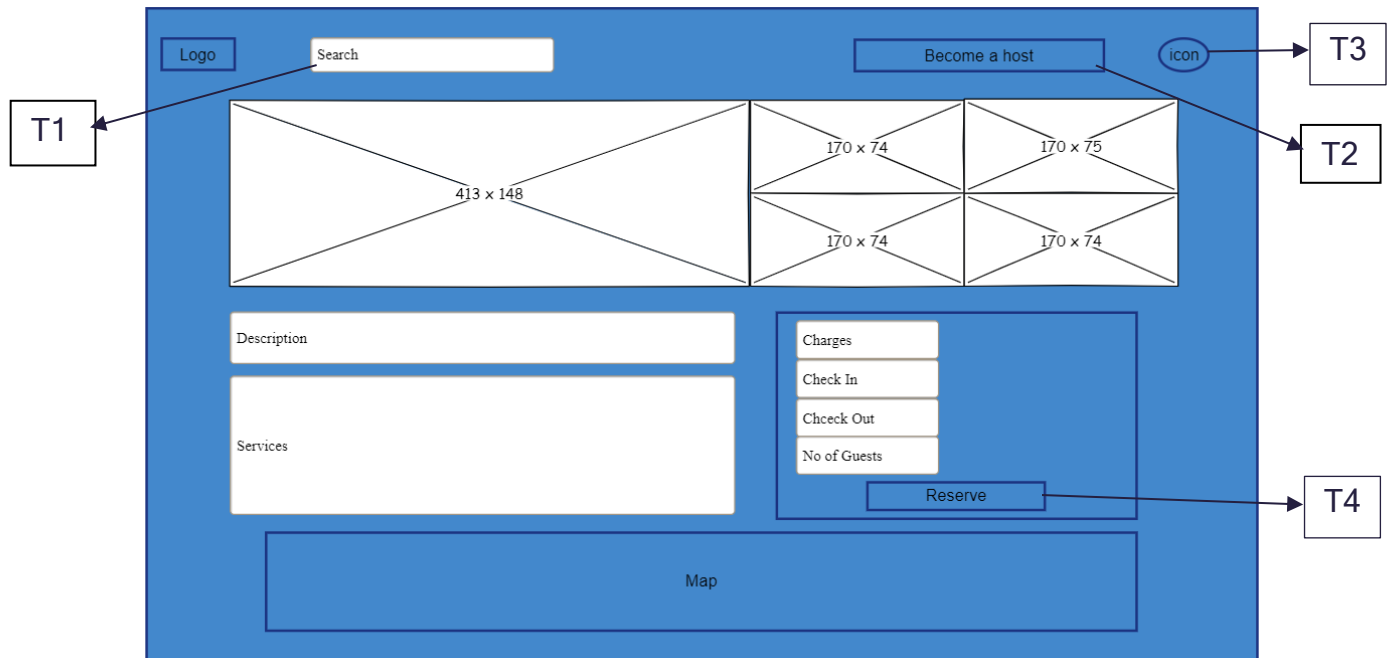 Logo
Search
Become a host
icon
T3
T1
T2
413 x 148
170 x 74
170 x 75
170 x 74
170 x 74
Description
Services
Charges
Check In
Chceck Out
No of Guests
Reserve
T4
Map